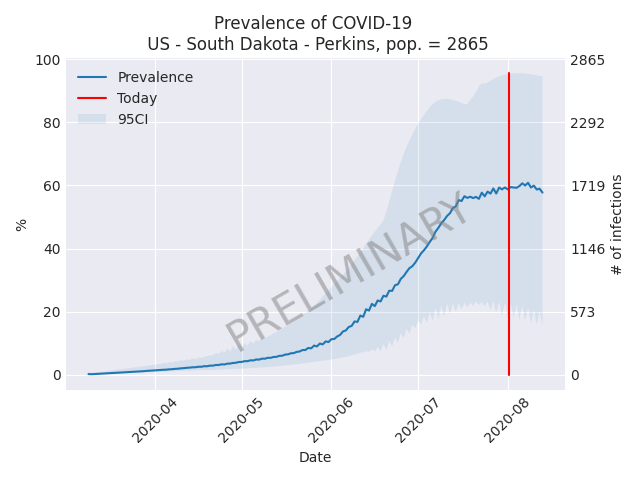 Prevalence of COVID-19
US - South Dakota - Perkins, pop. = 2865
100
80
60
40
20
0
%
2865
2292
1719
1146
573
0
# of infections
Prevalence
Today
95CI
PRELIMINARY
2020-04
2020-05
2020-06
2020-07
2020-08
Date